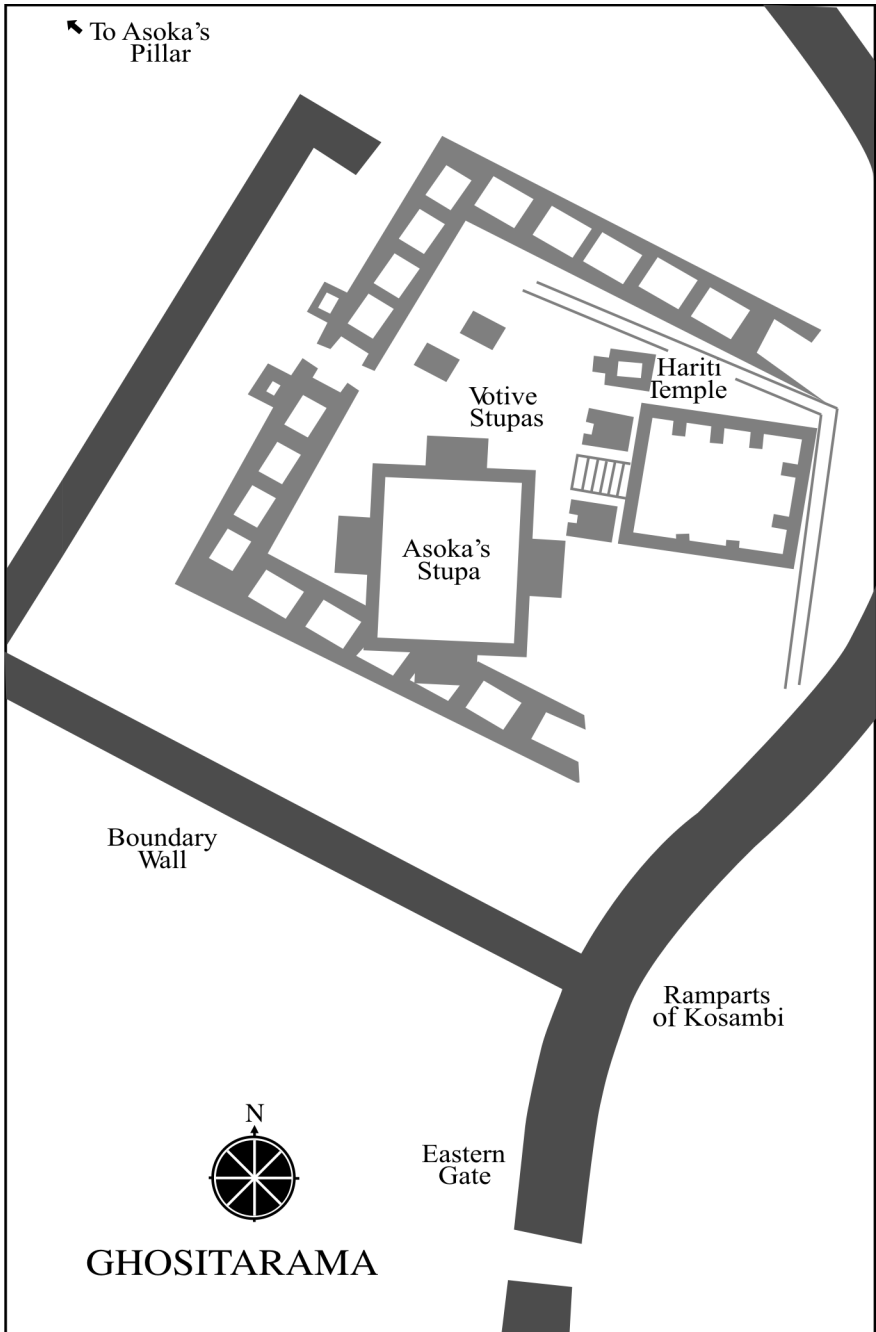 To Asoka’s
Pillar
Hariti
Temple
Votive
Stupas
Asoka’s
Stupa
Boundary
Wall
Ramparts
of Kosambi
Eastern
Gate
N
GHOSITARAMA